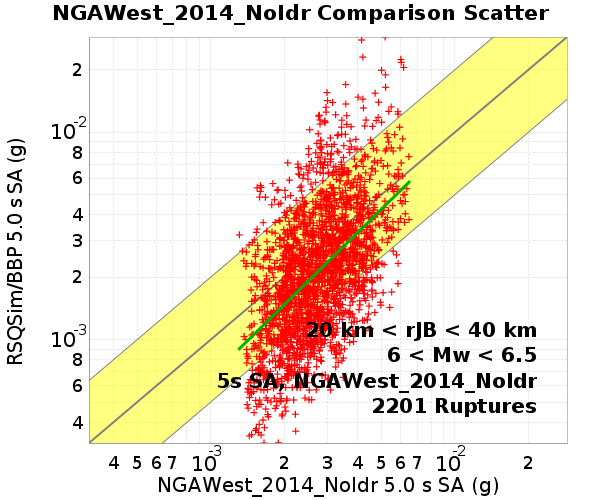 NGAWest_2014_NoIdr Comparison Scatter
RSQSim/BBP 5.0 s SA (g)
2
10-2
8
6
4
3
2
10-3
8
6
4
20 km < rJB < 40 km
6 < Mw < 6.5
5s SA, NGAWest_2014_NoIdr
2201 Ruptures
4 5 6 7 10-3 2 3 4 5 6 7 10-2 2
NGAWest_2014_NoIdr 5.0 s SA (g)